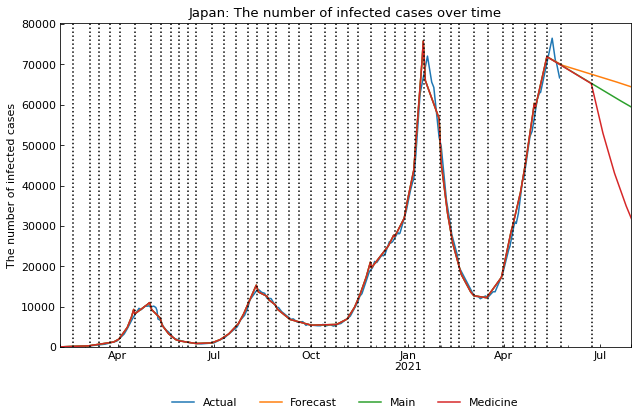 Japan: The number of infected cases over time
The number of infected cases
80000
70000
60000
50000
40000
30000
20000
10000
0
Apr
Jul
Oct
Jan
2021
Apr
Jul
Actual
Forecast
Main
Medicine